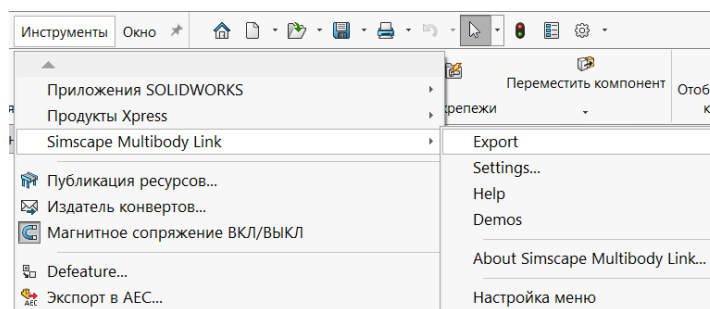 Инструменты Окно
Приложения SOLIDWORKS
Продукты Xpress
Simscape Multibody Link
Публикация ресурсов...
Издатель конвертов...
Магнитное сопряжение ВКЛ/ВЫКЛ
Defeature...
Экспорт в AEC...
крепежи
Переместить компонент
Отоб
к
Export
Settings...
Help
Demos
About Simscape Multibody Link...
Настройка меню